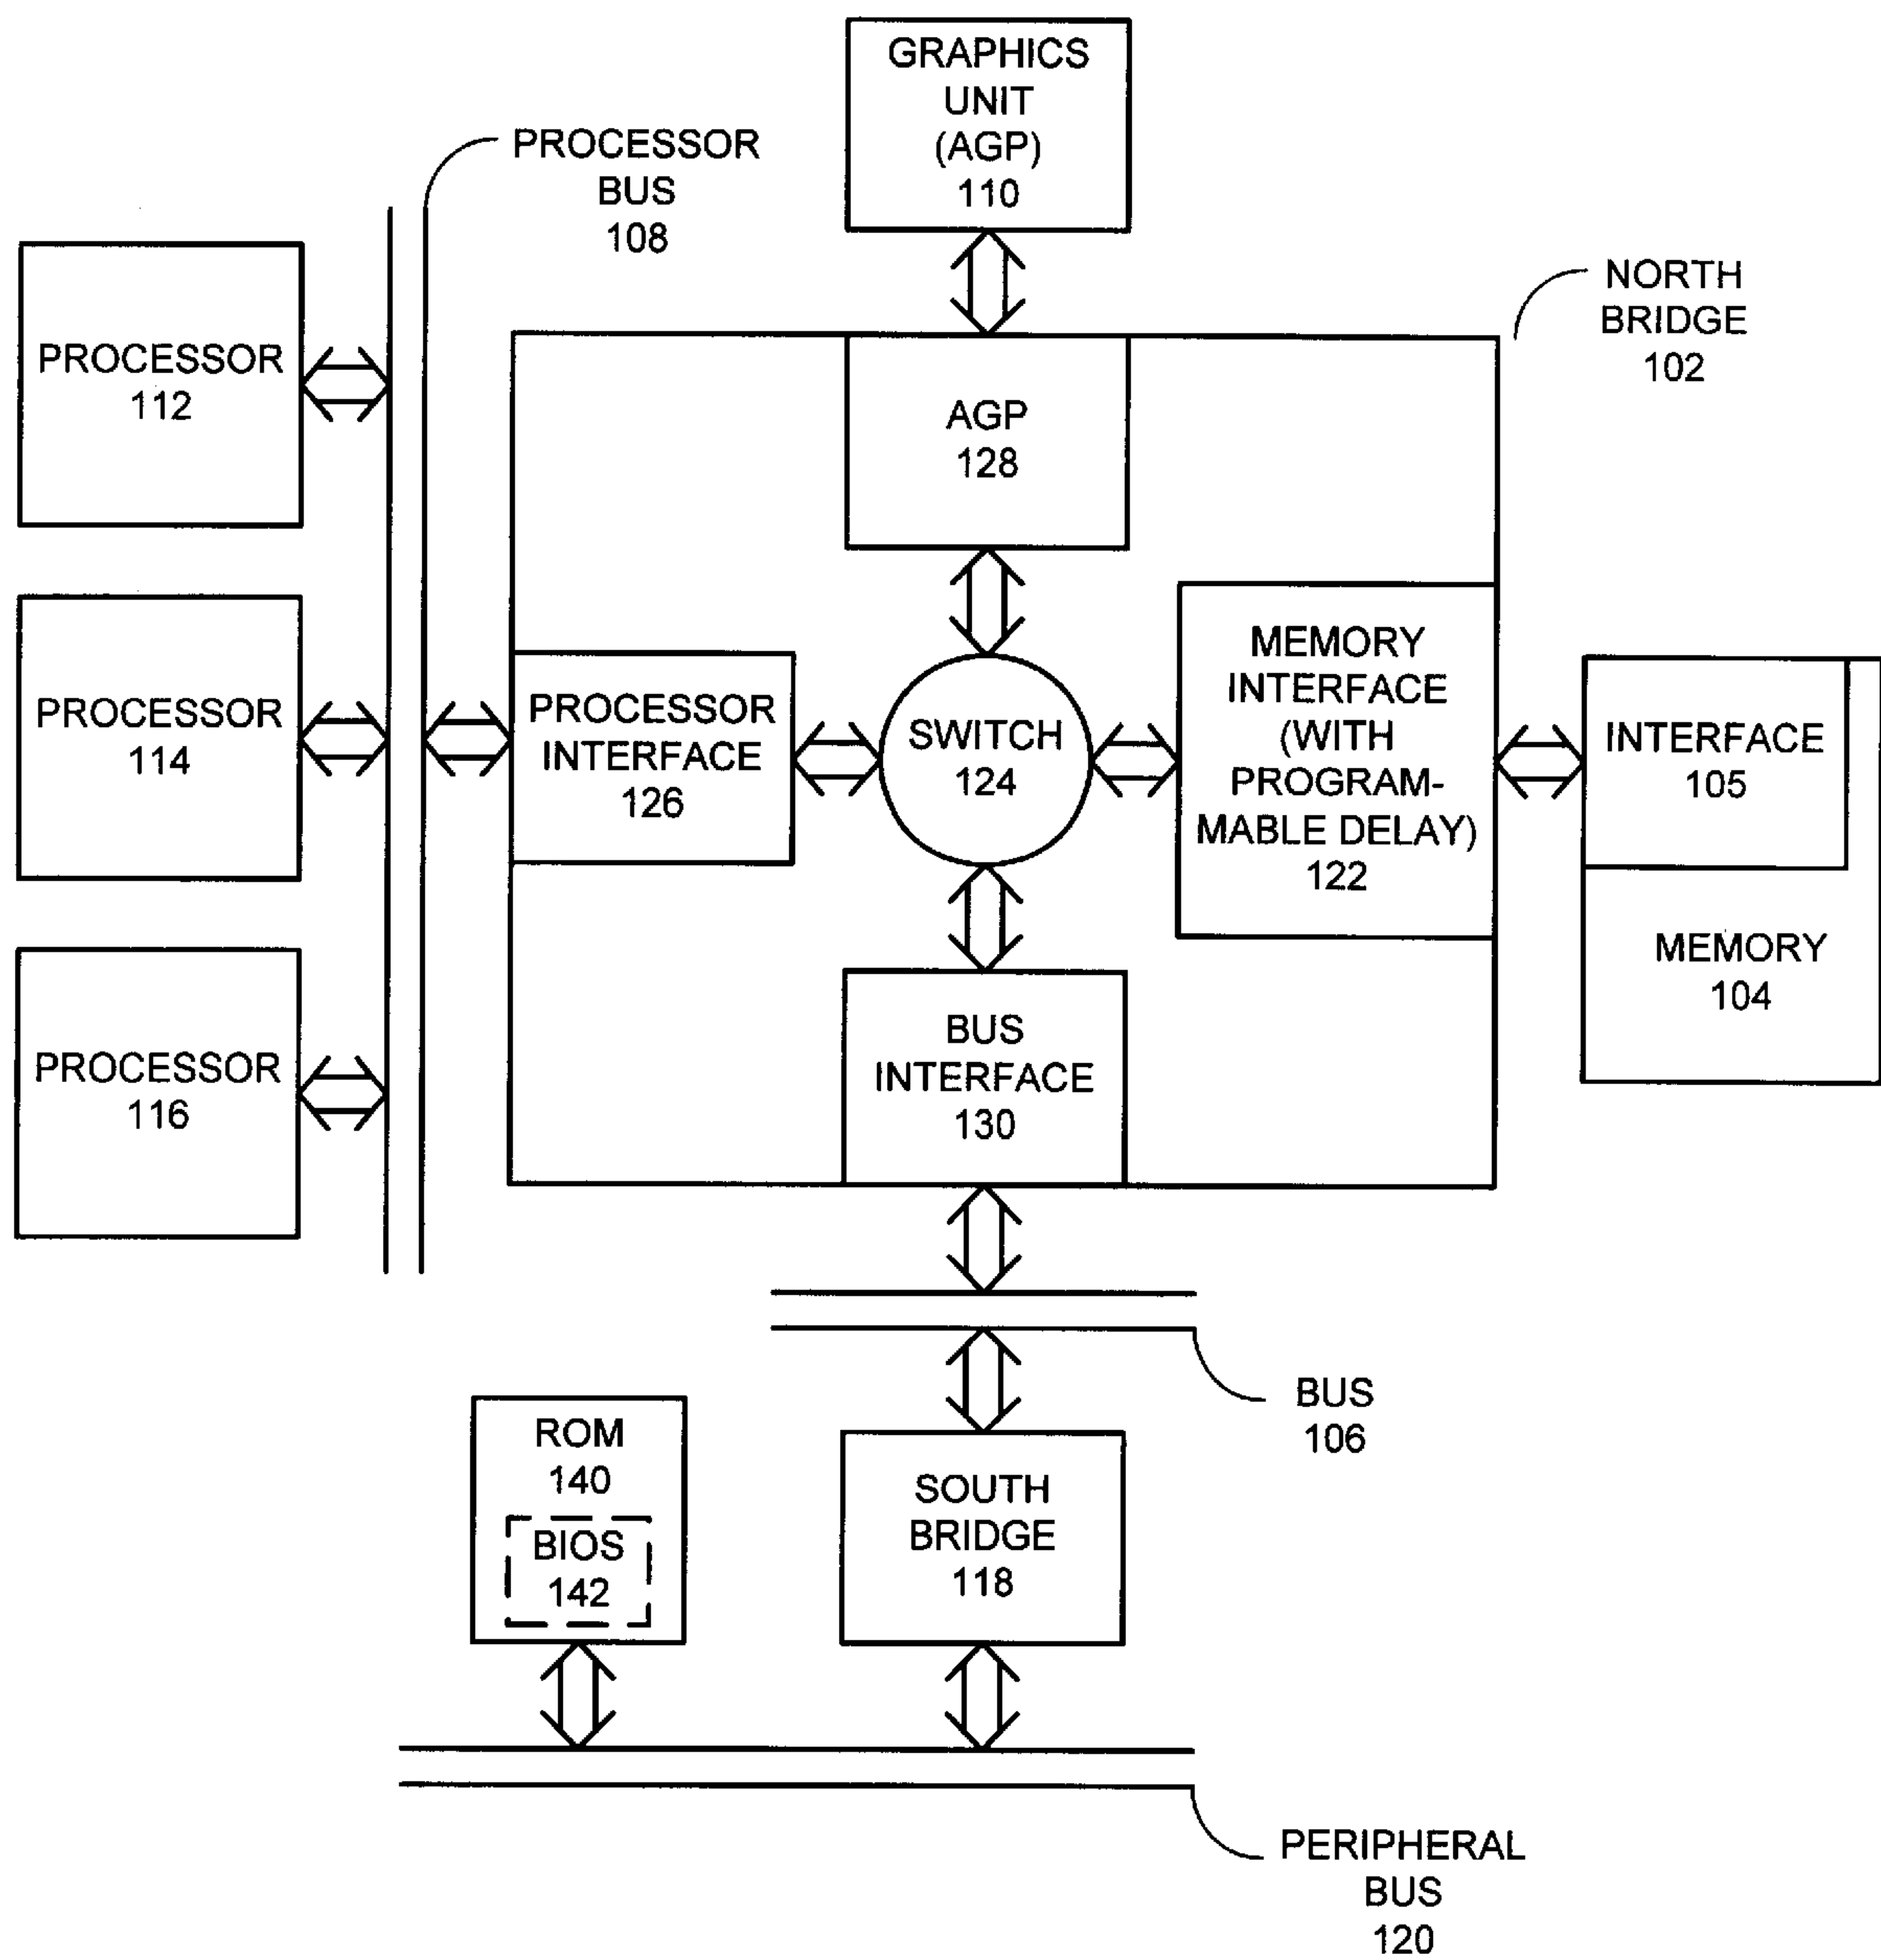 GRAPHICS
UNIT
(AGP)
110
PROCESSOR
BUS
108
NORTH
BRIDGE
102
PROCESSOR
112
AGP
128
PROCESSOR
114
PROCESSOR
INTERFACE
126
SWITCH
124
MEMORY
INTERFACE
(WITH
PROGRAM-
MABLE DELAY)
122
INTERFACE
105
MEMORY
104
PROCESSOR
116
BUS
INTERFACE
130
BUS
106
ROM
140
BIOS
142
SOUTH
BRIDGE
118
PERIPHERAL
BUS
120